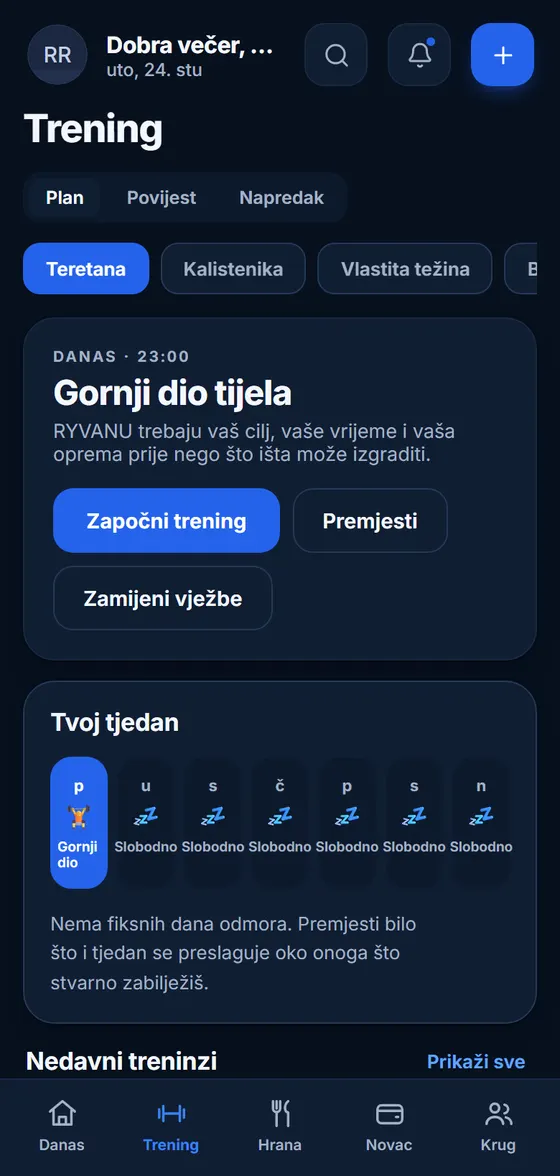 RR
Dobra večer, ...
uto, 24. stu
Trening
Plan
Povijest
Napredak
Teretana
Kalistenika
Vlastita težina
DANAS · 23:00
Gornji dio tijela
RYVANU trebaju vaš cilj, vaše vrijeme i vaša
oprema prije nego što išta može izgraditi.
Započni trening
Premjesti
Zamijeni vježbe
Tvoj tjedan
p
u
s
č
p
s
n
Gornji
dio
Slobodno
Slobodno
Slobodno
Slobodno
Slobodno
Slobodno
Nema fiksnih dana odmora. Premjesti bilo
što i tjedan se preslaguje oko onoga što
stvarno zabilježiš.
Nedavni treninzi
Prikaži sve
Danas
Trening
Hrana
Novac
Krug